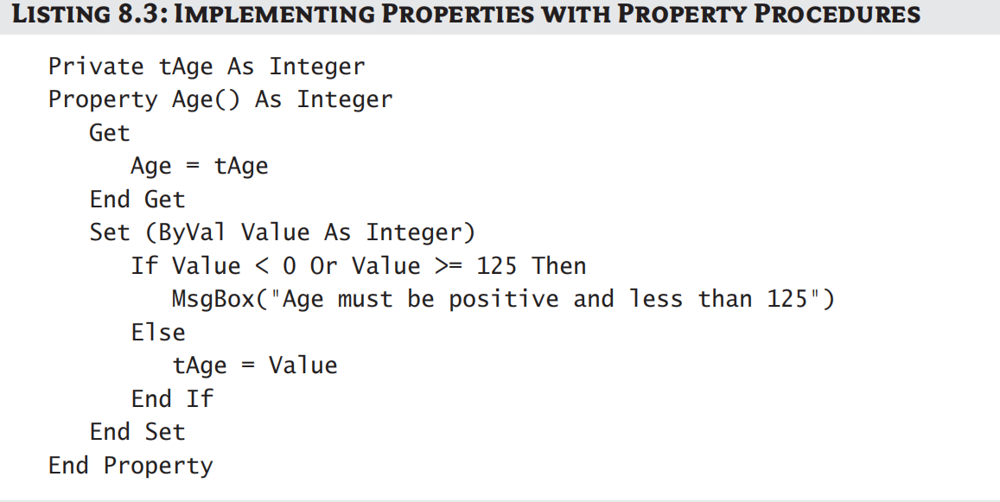 LISTING 8.3: IMPLEMENTING PROPERTIES WITH PROPERTY PROCEDURES
Private tAge As Integer
Property Age() As Integer
Get
Age = tAge
End Get
Set (ByVal Value As Integer)
If Value < 0 Or Value >= 125 Then
MsgBox("Age must be positive and less than 125")
Else
tAge = Value
End If
End Set
End Property